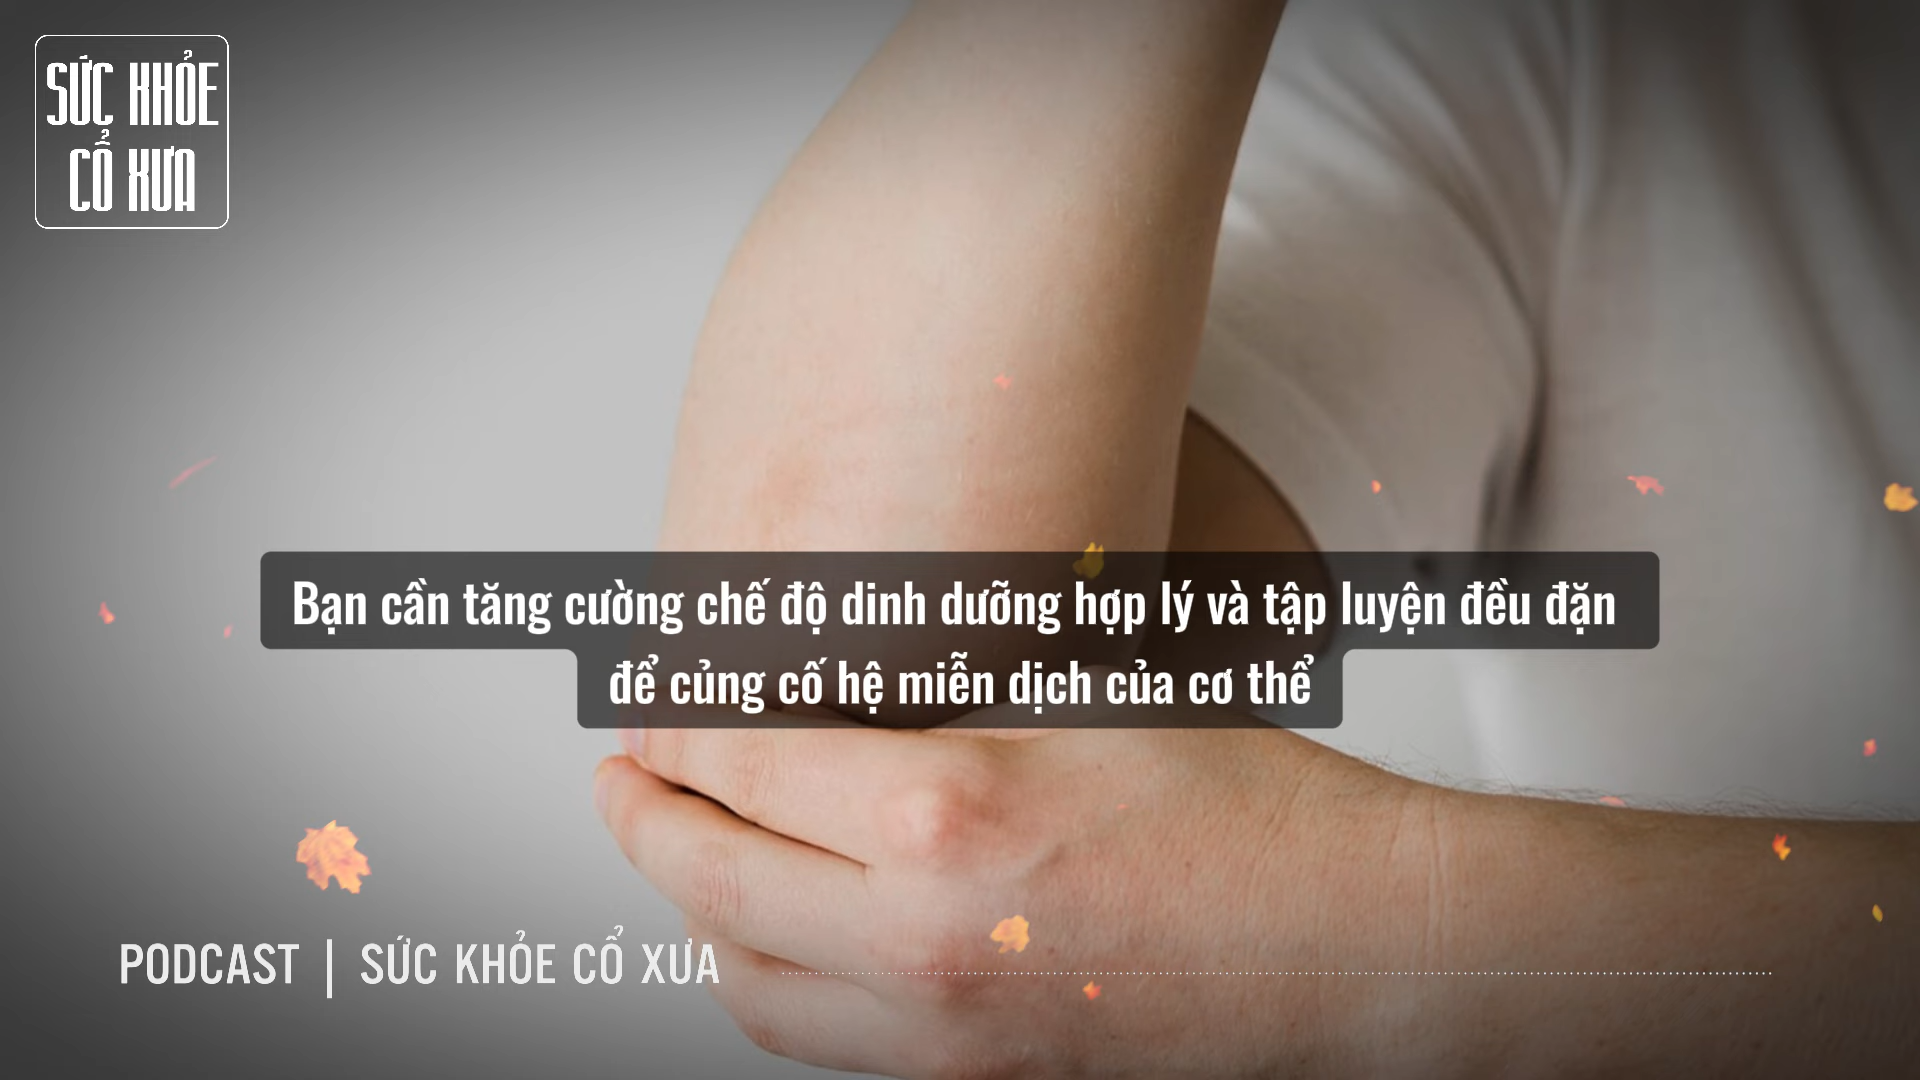 SỨC KHỎE
CỔ XƯA
Bạn cần tăng cường chế độ dinh dưỡng hợp lý và tập luyện đều đặn
để củng cố hệ miễn dịch của cơ thể
PODCAST | SỨC KHỎE CỔ XƯA